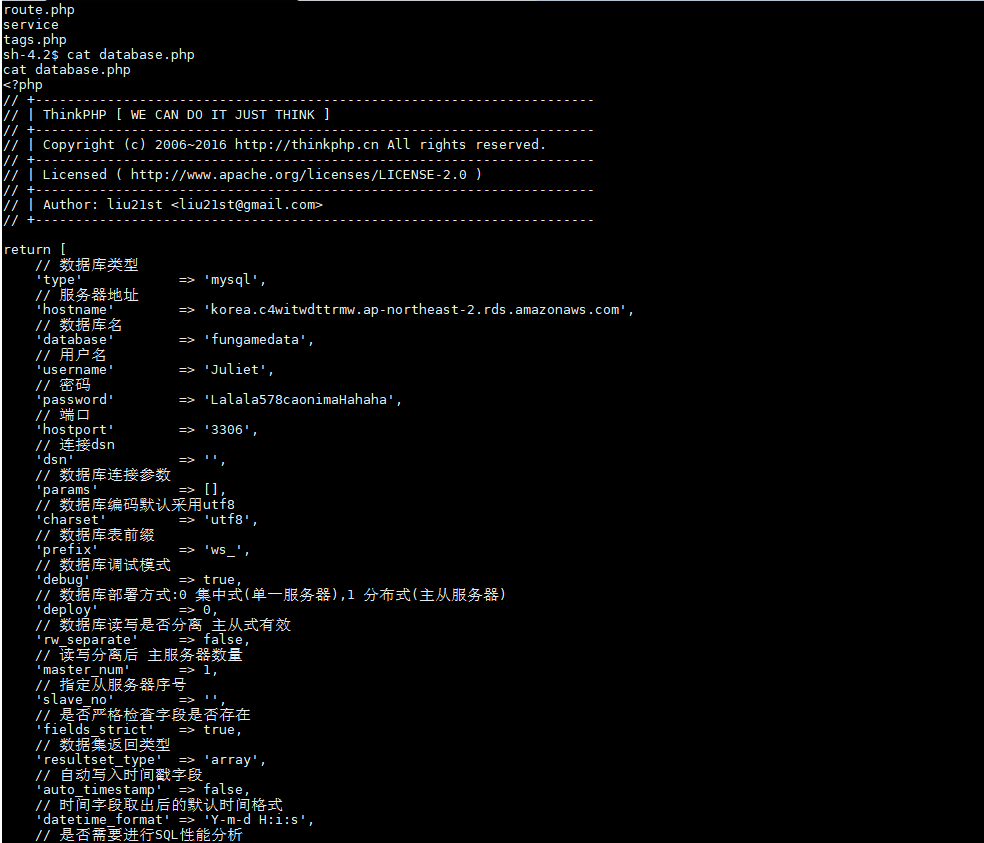 route.php
service
tags.php
sh-4.2$ cat database.php
cat database.php
<?php
// +----------------------------------------------------------------------
// | ThinkPHP [ WE CAN DO IT JUST THINK ]
// +----------------------------------------------------------------------
// | Copyright (c) 2006~2016 http://thinkphp.cn All rights reserved.
// +----------------------------------------------------------------------
// | Licensed ( http://www.apache.org/licenses/LICENSE-2.0 )
// +----------------------------------------------------------------------
// | Author: liu21st <liu21st@gmail.com>
// +----------------------------------------------------------------------
return [
// 数据库类型
'type' => 'mysql',
// 服务器地址
'hostname' => 'korea.c4witwdttrmw.ap-northeast-2.rds.amazonaws.com',
// 数据库名
'database' => 'fungamedata',
// 用户名
'username' => 'Juliet',
// 密码
'password' => 'Lalala578caonimaHahaha',
// 端口
'hostport' => '3306',
// 连接dsn
'dsn' => '',
// 数据库连接参数
'params' => [],
// 数据库编码默认采用utf8
'charset' => 'utf8',
// 数据库表前缀
'prefix' => 'ws_',
// 数据库调试模式
'debug' => true,
// 数据库部署方式:0 集中式(单一服务器),1 分布式(主从服务器)
'deploy' => 0,
// 数据库读写是否分离 主从式有效
'rw_separate' => false,
// 读写分离后 主服务器数量
'master_num' => 1,
// 指定从服务器序号
'slave_no' => '',
// 是否严格检查字段是否存在
'fields_strict' => true,
// 数据集返回类型
'resultset_type' => 'array',
// 自动写入时间戳字段
'auto_timestamp' => false,
// 时间字段取出后的默认时间格式
'datetime_format' => 'Y-m-d H:i:s',
// 是否需要进行SQL性能分析